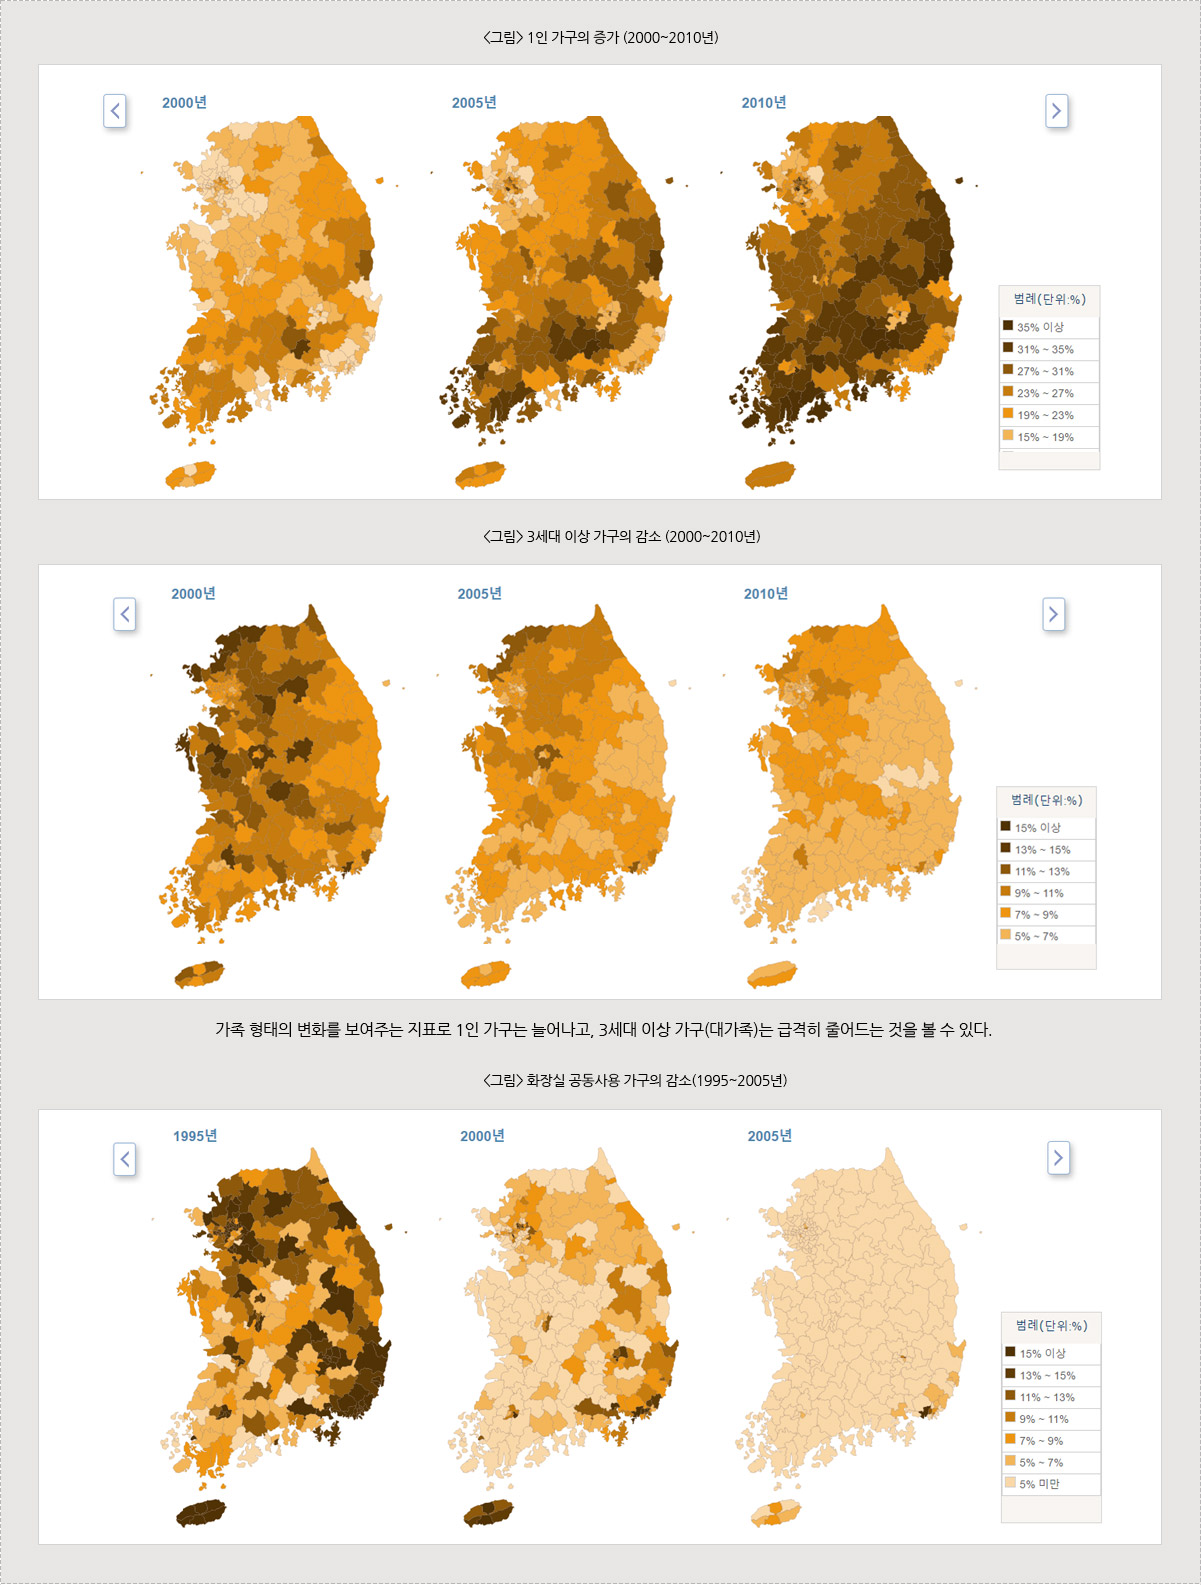 <그림> 1인 가구의 증가 (2000~2010년)
2000년
2005년
2010년
범례(단위:%)
35% 이상
31% ~ 35%
27% ~ 31%
23% ~ 27%
19% ~ 23%
15% ~ 19%
<그림> 3세대 이상 가구의 감소 (2000~2010년)
2000년
2005년
2010년
범례(단위:%)
15% 이상
13% ~ 15%
11% ~ 13%
9% ~ 11%
7% ~ 9%
5% ~ 7%
가족 형태의 변화를 보여주는 지표로 1인 가구는 늘어나고, 3세대 이상 가구(대가족)는 급격히 줄어드는 것을 볼 수 있다.
<그림> 화장실 공동사용 가구의 감소(1995~2005년)
1995년
2000년
2005년
범례(단위:%)
15% 이상
13% ~ 15%
11% ~ 13%
9% ~ 11%
7% ~ 9%
5% ~ 7%
5% 미만